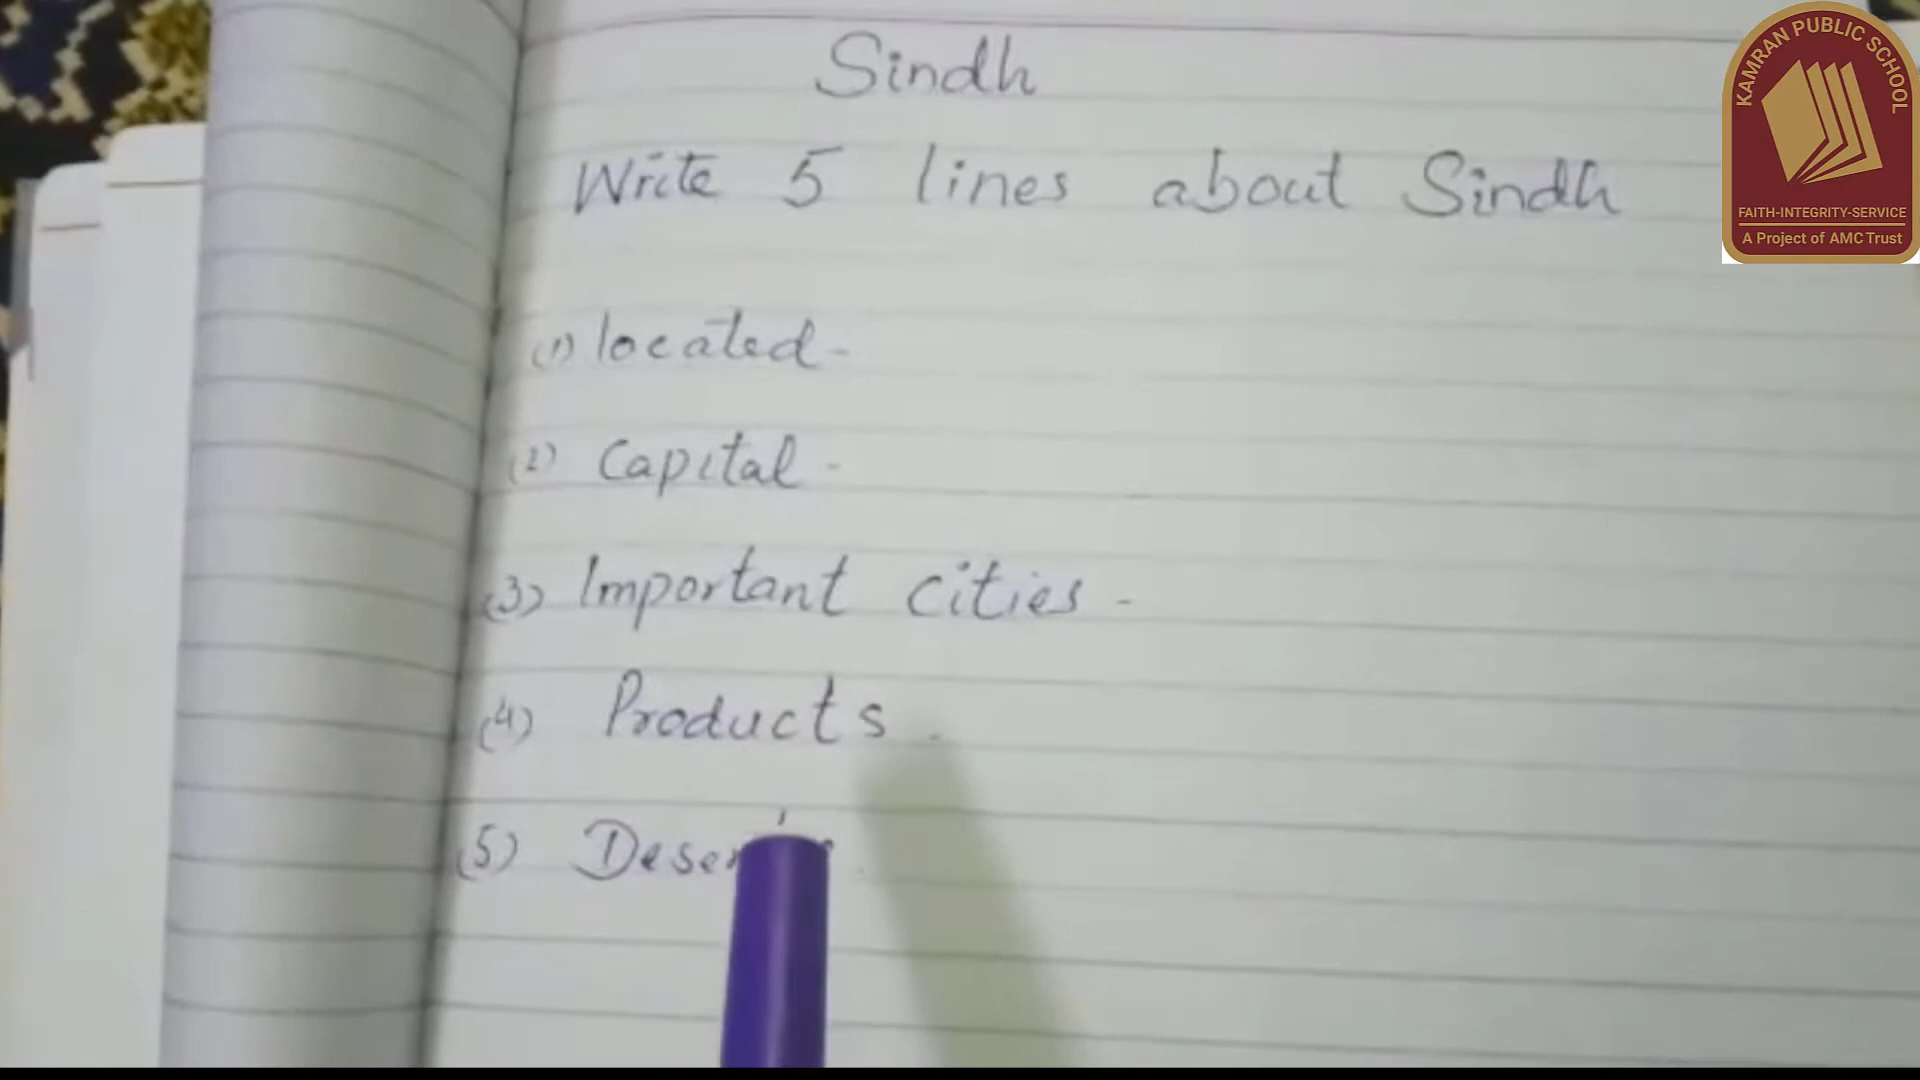 Sindh
Write 5 lines about Sindh
(1) located -
(2) Capital -
(3) Important Cities -
(4) Products -
(5)
KAMRAN PUBLIC SCHOOL
FAITH-INTEGRITY-SERVICE
A Project of AMC Trust